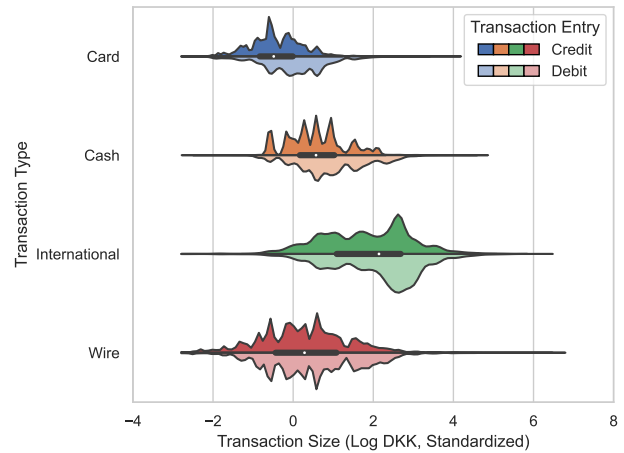 Transaction Entry
Credit
Debit
Card
Cash
International
Wire
Transaction Type
−4 −2 0 2 4 6 8
Transaction Size (Log DKK, Standardized)